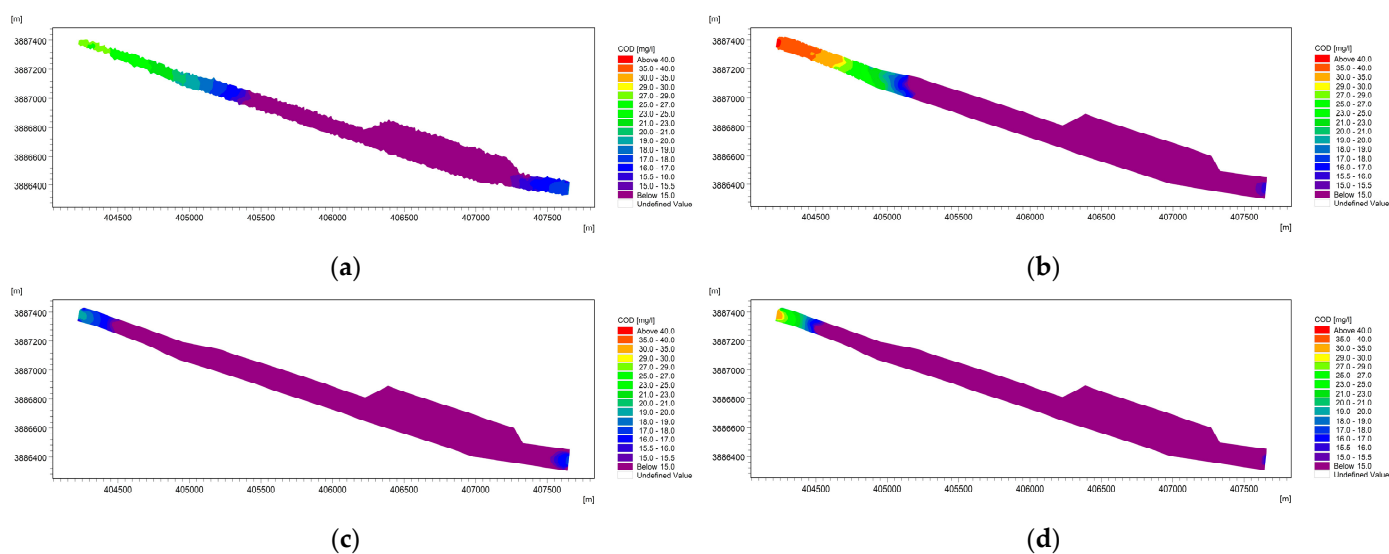 [m]
3887400
3887200
3887000
3886800
3886600
3886400
404500 405000 405500 406000 406500 407000 407500
[m]
COD [mg/l]
Above 40.0
35.0 - 40.0
30.0 - 35.0
29.0 - 30.0
27.0 - 29.0
25.0 - 27.0
23.0 - 25.0
21.0 - 23.0
20.0 - 21.0
19.0 - 20.0
18.0 - 19.0
17.0 - 18.0
16.0 - 17.0
15.5 - 16.0
15.0 - 15.5
Below 15.0
Undefined Value
(a)
[m]
3887400
3887200
3887000
3886800
3886600
3886400
404500 405000 405500 406000 406500 407000 407500
[m]
COD [mg/l]
Above 40.0
35.0 - 40.0
30.0 - 35.0
29.0 - 30.0
27.0 - 29.0
25.0 - 27.0
23.0 - 25.0
21.0 - 23.0
20.0 - 21.0
19.0 - 20.0
18.0 - 19.0
17.0 - 18.0
16.0 - 17.0
15.5 - 16.0
15.0 - 15.5
Below 15.0
Undefined Value
(b)
[m]
3887400
3887200
3887000
3886800
3886600
3886400
404500 405000 405500 406000 406500 407000 407500
[m]
COD [mg/l]
Above 40.0
35.0 - 40.0
30.0 - 35.0
29.0 - 30.0
27.0 - 29.0
25.0 - 27.0
23.0 - 25.0
21.0 - 23.0
20.0 - 21.0
19.0 - 20.0
18.0 - 19.0
17.0 - 18.0
16.0 - 17.0
15.5 - 16.0
15.0 - 15.5
Below 15.0
Undefined Value
(c)
[m]
3887400
3887200
3887000
3886800
3886600
3886400
404500 405000 405500 406000 406500 407000 407500
[m]
COD [mg/l]
Above 40.0
35.0 - 40.0
30.0 - 35.0
29.0 - 30.0
27.0 - 29.0
25.0 - 27.0
23.0 - 25.0
21.0 - 23.0
20.0 - 21.0
19.0 - 20.0
18.0 - 19.0
17.0 - 18.0
16.0 - 17.0
15.5 - 16.0
15.0 - 15.5
Below 15.0
Undefined Value
(d)